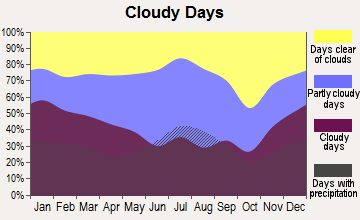 Cloudy Days
100%
90%
80%
70%
60%
50%
40%
30%
20%
10%
0%
Jan Feb Mar Apr May Jun Jul Aug Sep Oct Nov Dec
Days clear
of clouds
Partly cloudy
days
Cloudy
days
Days with
precipitation